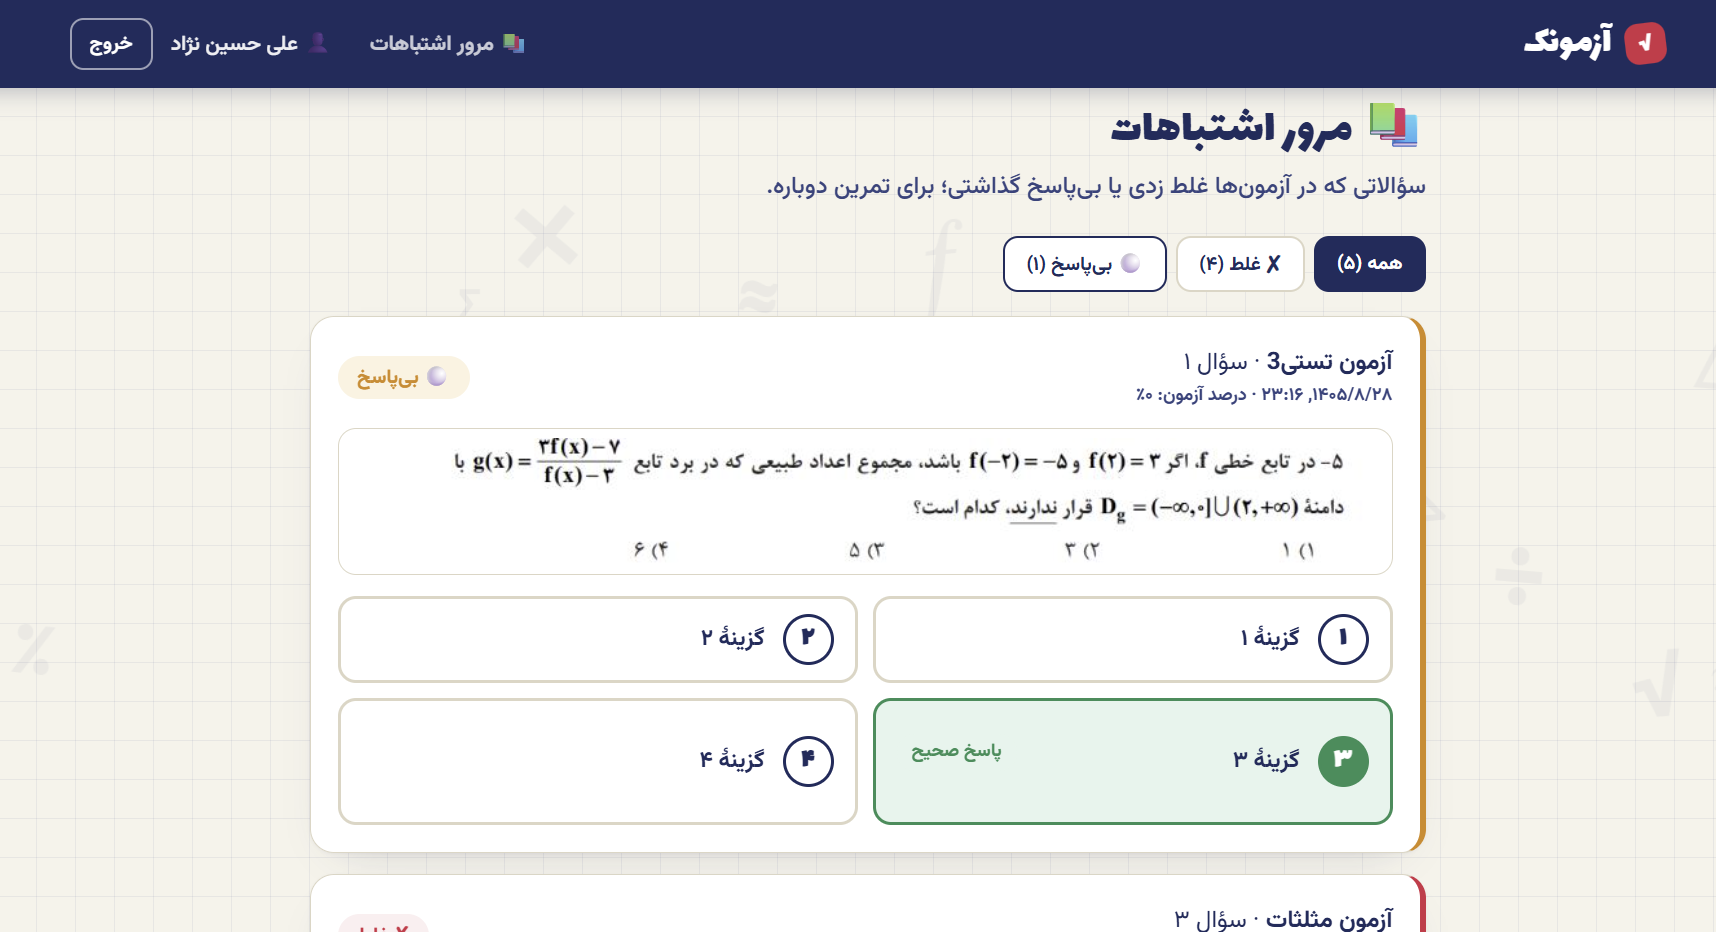 آزمونک
مرور اشتباهات
علی حسین نژاد
خروج
مرور اشتباهات
سؤالاتی که در آزمون‌ها غلط زدی یا بی‌پاسخ گذاشتی؛ برای تمرین دوباره.
همه (۵)
✗ غلط (۴)
بی‌پاسخ (۱)
آزمون تستی3 · سؤال ۱
بی‌پاسخ
۱۴۰۵/۸/۲۸, ۲۳:۱۶ · درصد آزمون: ۰٪
۵- در تابع خطی f، اگر f(۲) = ۳ و f(−۲) = −۵ باشد، مجموع اعداد طبیعی که در برد تابع g(x) = (۳f(x) − ۷)/(f(x) − ۳) با
دامنهٔ D_g = (−∞,۰]∪(۲,+∞) قرار ندارند، کدام است؟
۱) ۱ ۲) ۳ ۳) ۵ ۴) ۶
۱ گزینهٔ ۱
۲ گزینهٔ ۲
۳ گزینهٔ ۳ پاسخ صحیح
۴ گزینهٔ ۴
آزمون مثلثات · سؤال ۳
✗ غلط